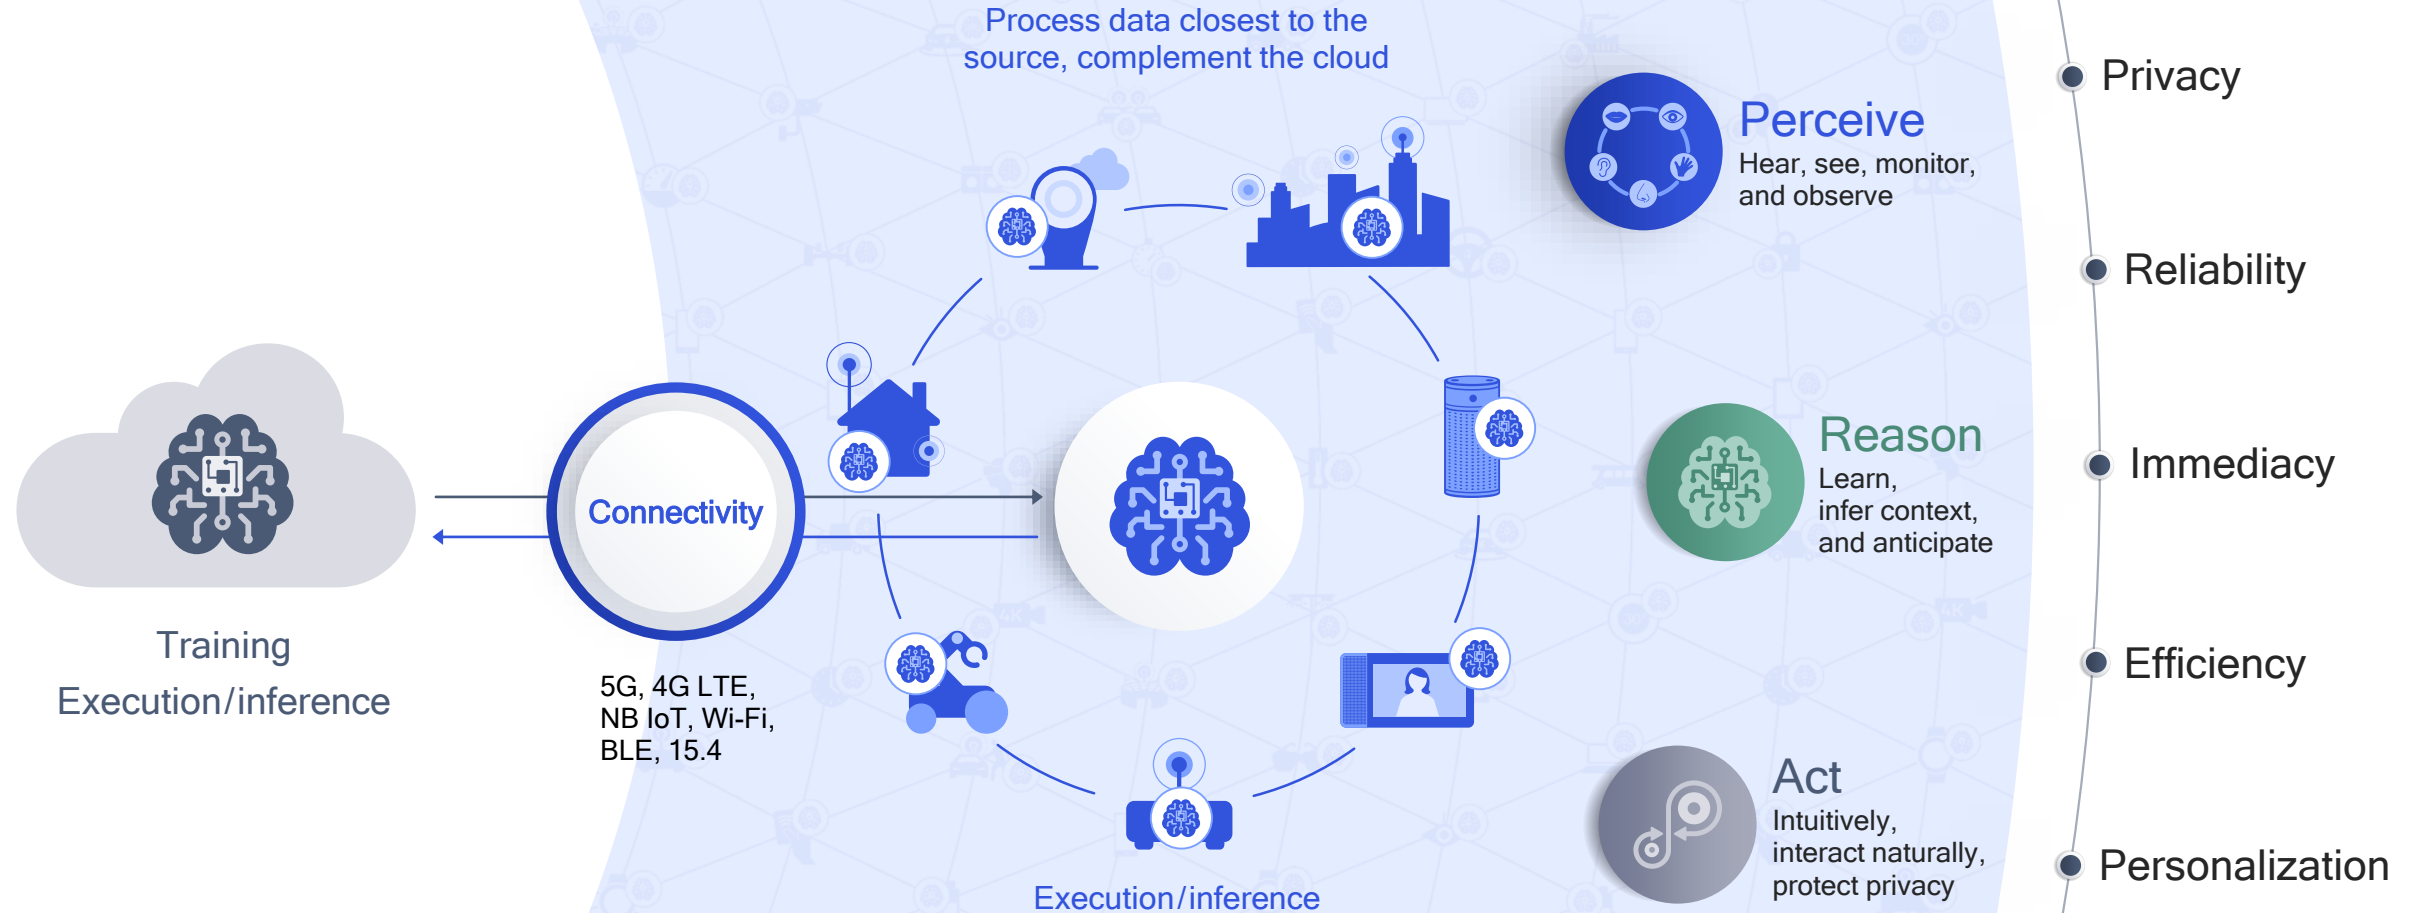 Process data closest to the
source, complement the cloud
Training
Execution/inference
Connectivity
5G, 4G LTE,
NB IoT, Wi-Fi,
BLE, 15.4
Execution/inference
Perceive
Hear, see, monitor,
and observe
Reason
Learn,
infer context,
and anticipate
Act
Intuitively,
interact naturally,
protect privacy
Privacy
Reliability
Immediacy
Efficiency
Personalization
4K
4K